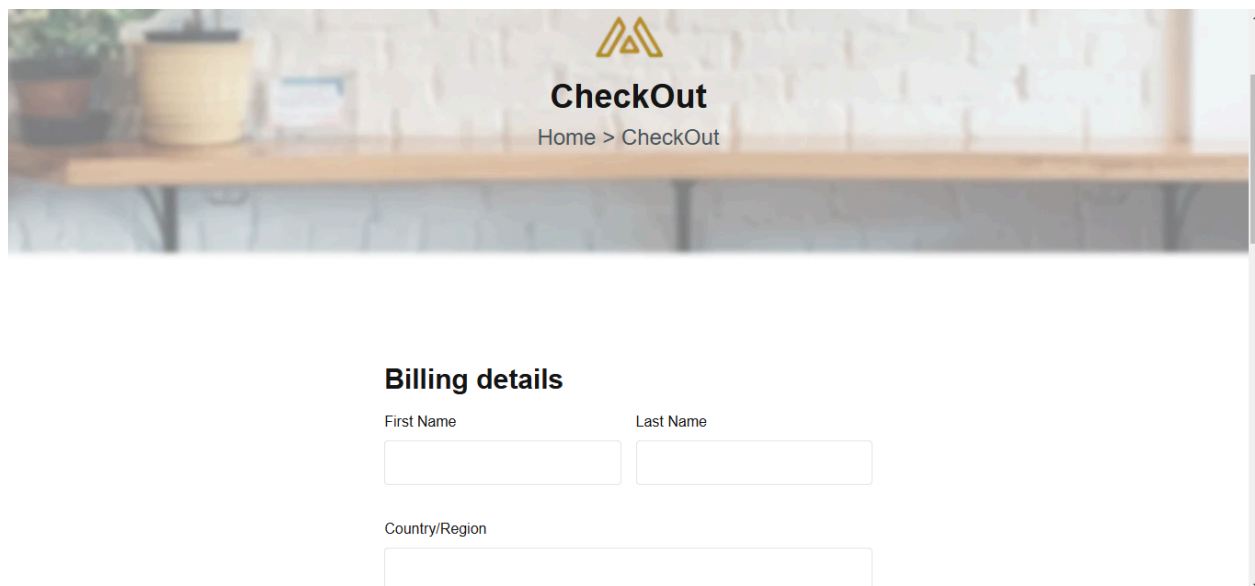 CheckOut
Home > CheckOut
Billing details
First Name
Last Name
Country/Region